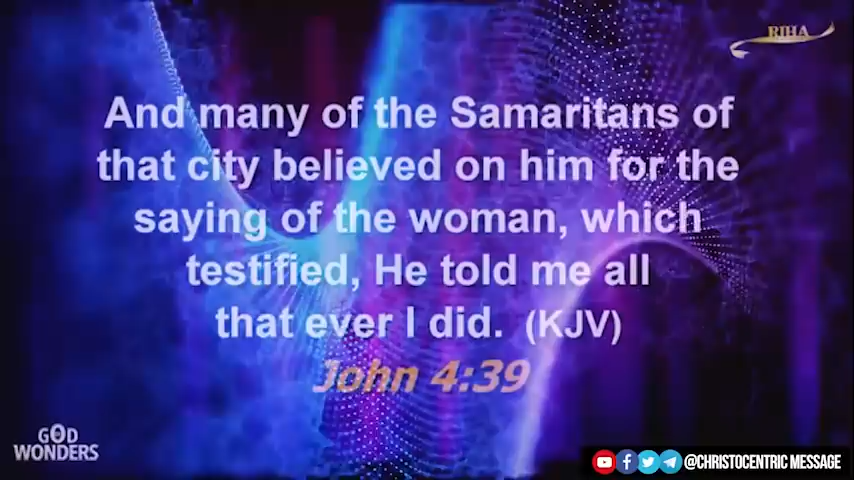 RIHA
And many of the Samaritans of
that city believed on him for the
saying of the woman, which
testified, He told me all
that ever I did. (KJV)
John 4:39
GOD
WONDERS
@CHRISTOCENTRIC MESSAGE